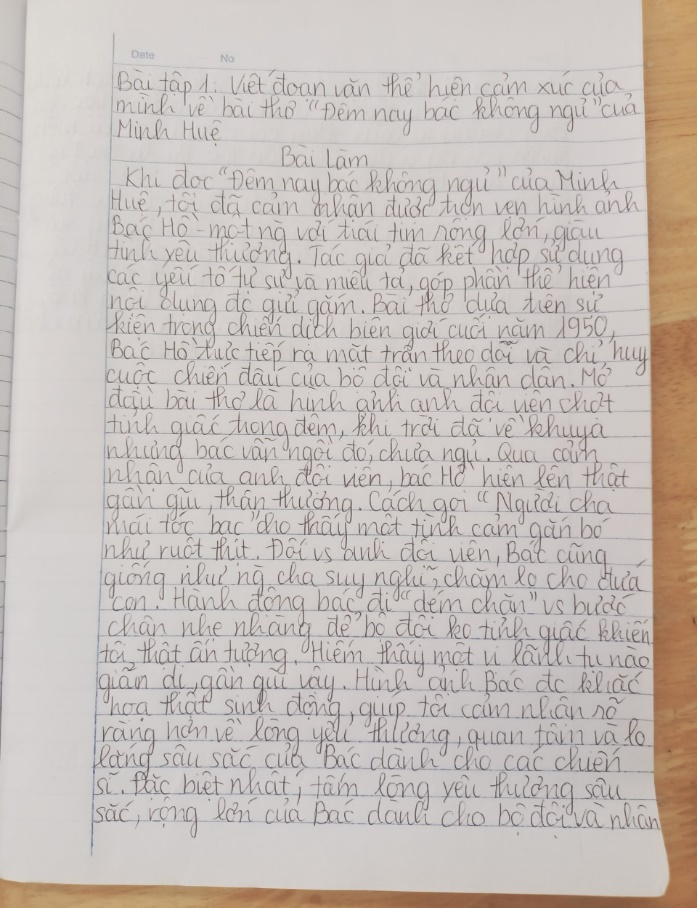 Date No
Bài tập 1: Viết đoạn văn thể hiện cảm xúc của
mình về bài thơ "Đêm nay bác không ngủ" của
Minh Huệ
Bài Làm
Khi đọc "Đêm nay bác không ngủ" của Minh
Huệ, tôi đã cảm nhận được trọn vẹn hình ảnh
Bác Hồ - một ng với trái tim rộng lớn, giàu
tình yêu thương. Tác giả đã kết hợp sử dụng
các yếu tố tự sự và miêu tả, góp phần thể hiện
nội dung đc gửi gắm. Bài thơ dựa trên sự
kiện trong chiến dịch biên giới cuối năm 1950,
Bác Hồ trực tiếp ra mặt trận theo dõi và chỉ huy
cuộc chiến đấu của bộ đội và nhân dân. Mở
đầu bài thơ là hình ảnh anh đội viên chợt
tỉnh giấc trong đêm, khi trời đã về khuya
nhưng bác vẫn ngồi đó, chưa ngủ. Qua cảm
nhận của anh đội viên, bác Hồ hiện lên thật
gần gũi, thân thương. Cách gọi "Người cha
mái tóc bạc" cho thấy một tình cảm gắn bó
như ruột thịt. Đối vs anh đội viên, Bác cũng
giống như ng cha suy nghĩ, chăm lo cho đứa
con. Hành động bác đi "dém chăn" vs bước
chân nhẹ nhàng để bộ đội ko tỉnh giấc khiến
tôi thật ấn tượng. Hiếm thấy một vị lãnh tụ nào
giản dị, gần gũi vậy. Hình ảnh Bác đc khắc
họa thật sinh động, giúp tôi cảm nhận rõ
ràng hơn về lòng yêu thương, quan tâm và lo
lắng sâu sắc của Bác dành cho các chiến
sĩ. Đặc biệt nhất, tấm lòng yêu thương sâu
sắc, rộng lớn của Bác dành cho bộ đội và nhân